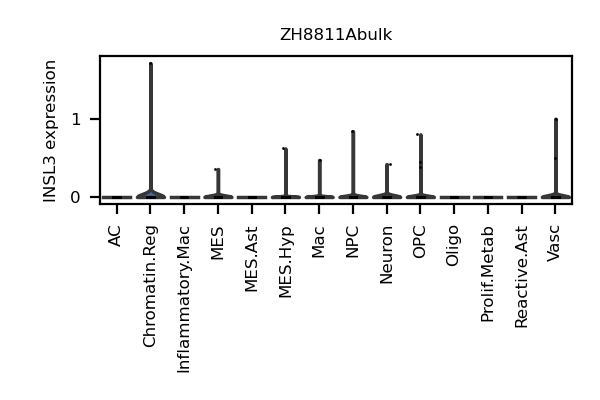 ZH8811Abulk
INSL3 expression
1
0
AC
Chromatin.Reg
Inflammatory.Mac
MES
MES.Ast
MES.Hyp
Mac
NPC
Neuron
OPC
Oligo
Prolif.Metab
Reactive.Ast
Vasc